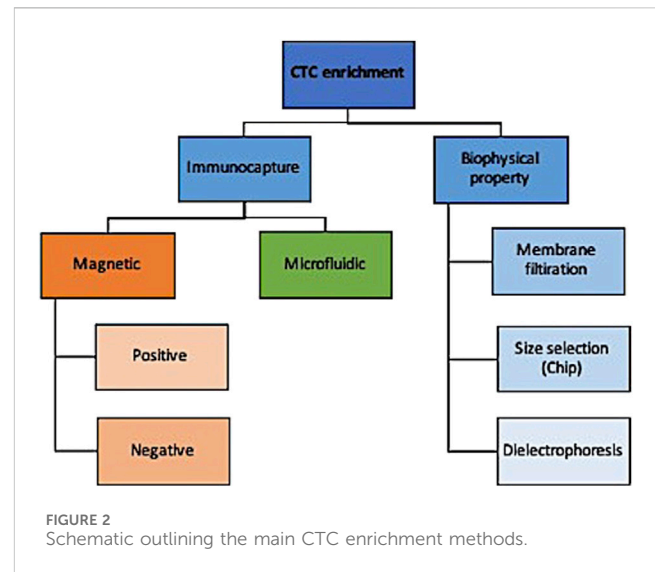 CTC enrichment
Immunocapture
Biophysical
property
Magnetic
Microfluidic
Membrane
filtiration
Positive
Size selection
(Chip)
Negative
Dielectrophoresis
FIGURE 2
Schematic outlining the main CTC enrichment methods.